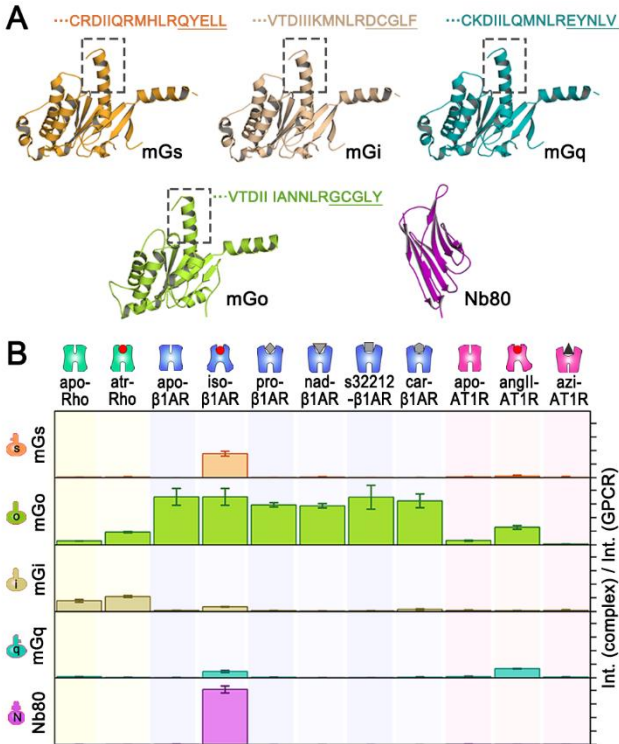 A
···CRDIIQRMHLRQYELL ···VTDIIIKMNLRDCGLF ···CKDIILQMNLREYNLV
mGs mGi mGq
···VTDII IANNLRGCGLY
mGo Nb80
B
apo- atr- apo- iso- pro- nad- s32212 car- apo- angII- azi-
Rho Rho β1AR β1AR β1AR β1AR -β1AR β1AR AT1R AT1R AT1R
s mGs
o mGo
i mGi
q mGq
N Nb80
Int. (complex) / Int. (GPCR)